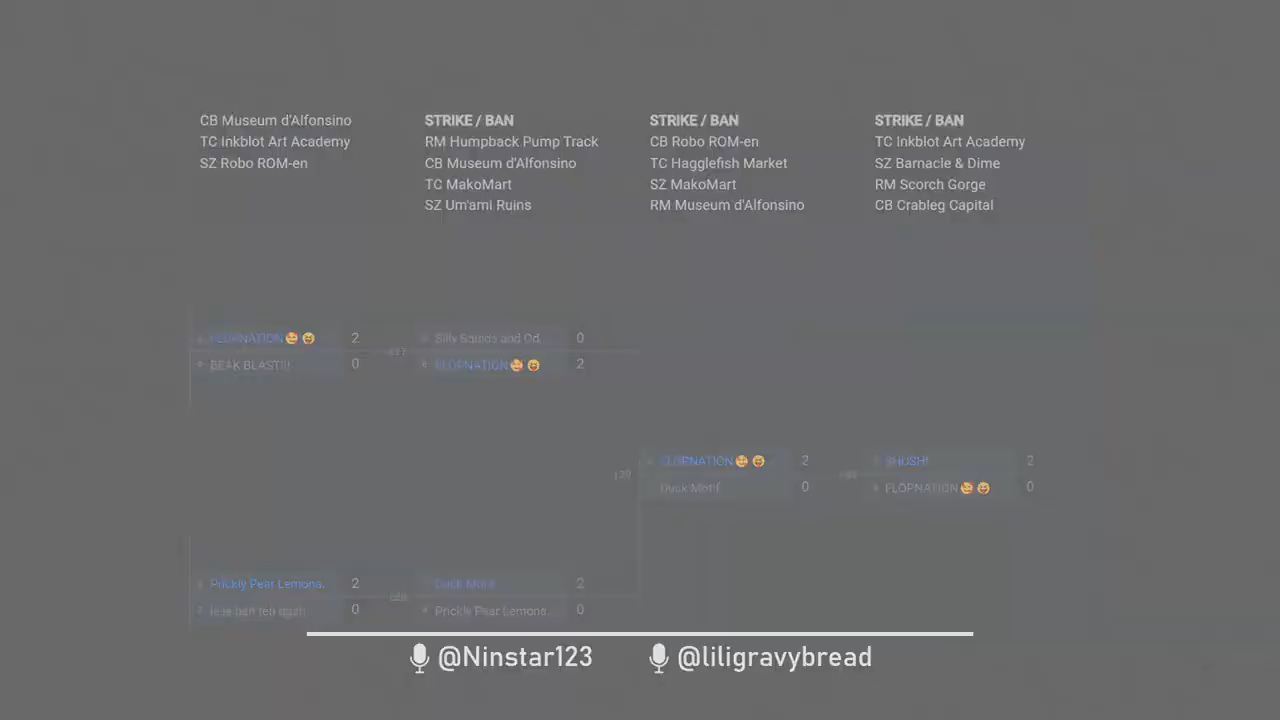 CB Museum d'Alfonsino
TC Inkblot Art Academy
SZ Robo ROM-en
STRIKE / BAN
RM Humpback Pump Track
CB Museum d'Alfonsino
TC MakoMart
SZ Um'ami Ruins
STRIKE / BAN
CB Robo ROM-en
TC Hagglefish Market
SZ MakoMart
RM Museum d'Alfonsino
STRIKE / BAN
TC Inkblot Art Academy
SZ Barnacle & Dime
RM Scorch Gorge
CB Crableg Capital
FLOPNATION🥰😝 2
BEAK BLAST!!! 0
Silly Squids and Od. 0
FLOPNATION🥰😝 2
FLOPNATION🥰😝 2
Dusk Motif 0
SHUSH! 2
FLOPNATION🥰😝 0
Prickly Pear Lemona. 2
0
Dusk Motif 2
Prickly Pear Lemona... 0
@Ninstar123
@liligravybread